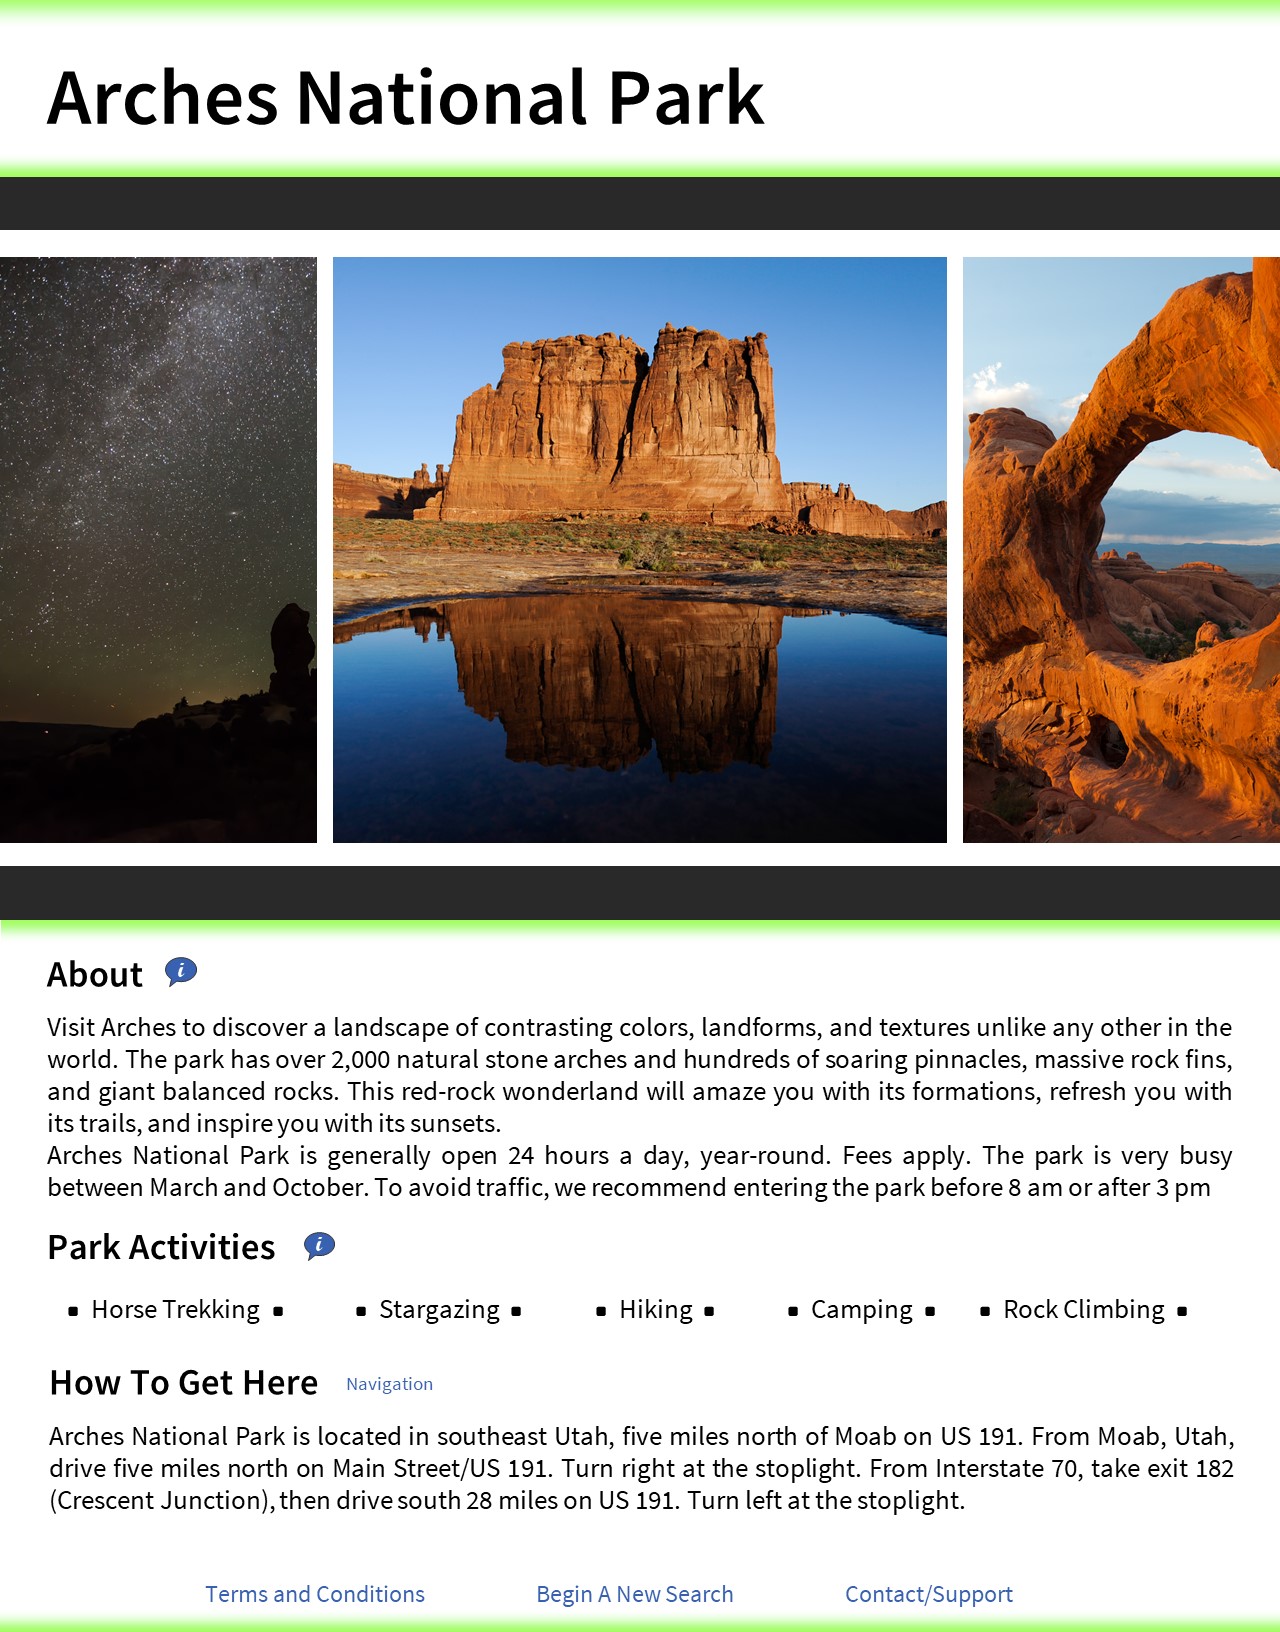 Arches National Park
About
i
Visit Arches to discover a landscape of contrasting colors, landforms, and textures unlike any other in the
world. The park has over 2,000 natural stone arches and hundreds of soaring pinnacles, massive rock fins,
and giant balanced rocks. This red-rock wonderland will amaze you with its formations, refresh you with
its trails, and inspire you with its sunsets.
Arches National Park is generally open 24 hours a day, year-round. Fees apply. The park is very busy
between March and October. To avoid traffic, we recommend entering the park before 8 am or after 3 pm
Park Activities
i
▪ Horse Trekking ▪ ▪ Stargazing ▪ ▪ Hiking ▪ ▪ Camping ▪ ▪ Rock Climbing ▪
How To Get Here Navigation
Arches National Park is located in southeast Utah, five miles north of Moab on US 191. From Moab, Utah,
drive five miles north on Main Street/US 191. Turn right at the stoplight. From Interstate 70, take exit 182
(Crescent Junction), then drive south 28 miles on US 191. Turn left at the stoplight.
Terms and Conditions Begin A New Search Contact/Support